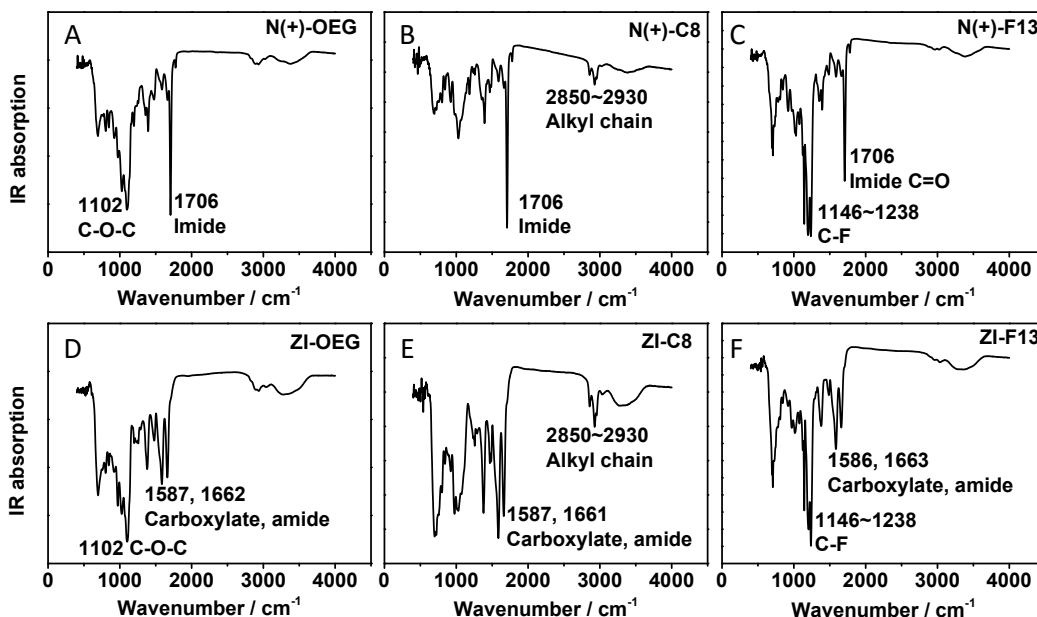 A
N(+)-OEG
1102
C-O-C
1706
Imide
IR absorption
0 1000 2000 3000 4000
Wavenumber / cm-1
B
N(+)-C8
2850~2930
Alkyl chain
1706
Imide
0 1000 2000 3000 4000
Wavenumber / cm-1
C
N(+)-F13
1706
Imide C=O
1146~1238
C-F
0 1000 2000 3000 4000
Wavenumber / cm-1
D
ZI-OEG
1587, 1662
Carboxylate, amide
1102 C-O-C
IR absorption
0 1000 2000 3000 4000
Wavenumber / cm-1
E
ZI-C8
2850~2930
Alkyl chain
1587, 1661
Carboxylate, amide
0 1000 2000 3000 4000
Wavenumber / cm-1
F
ZI-F13
1586, 1663
Carboxylate, amide
1146~1238
C-F
0 1000 2000 3000 4000
Wavenumber / cm-1